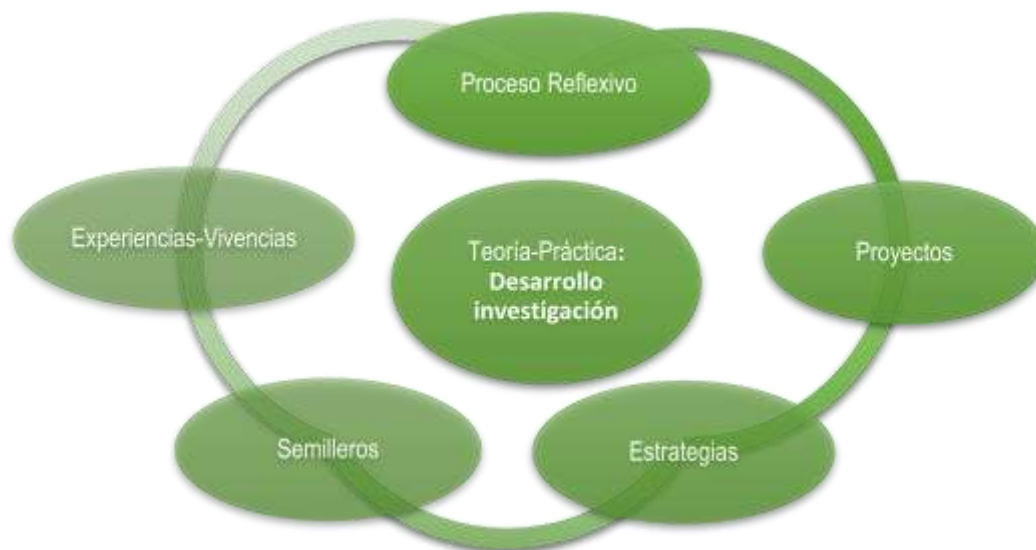 Proceso Reflexivo
Experiencias-Vivencias
Teoría-Práctica:
Desarrollo
investigación
Proyectos
Semilleros
Estrategias